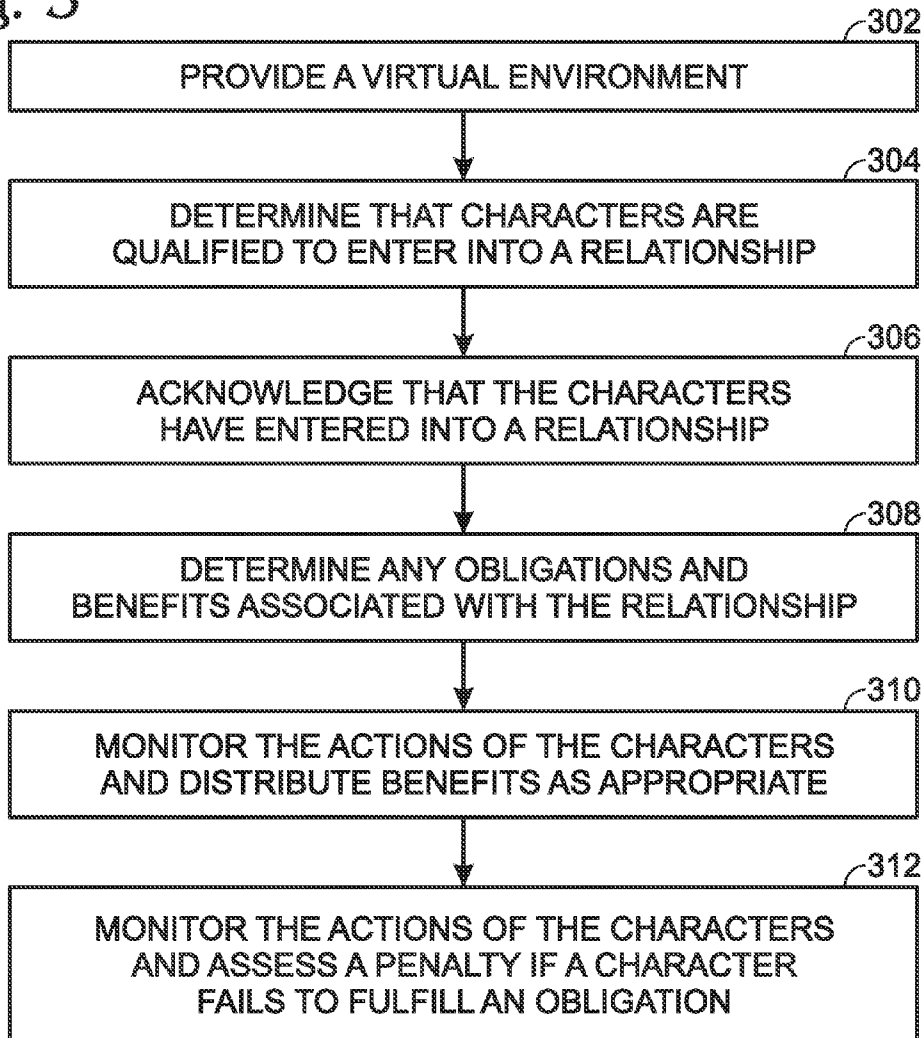 g. 3
302
PROVIDE A VIRTUAL ENVIRONMENT
304
DETERMINE THAT CHARACTERS ARE
QUALIFIED TO ENTER INTO A RELATIONSHIP
306
ACKNOWLEDGE THAT THE CHARACTERS
HAVE ENTERED INTO A RELATIONSHIP
308
DETERMINE ANY OBLIGATIONS AND
BENEFITS ASSOCIATED WITH THE RELATIONSHIP
310
MONITOR THE ACTIONS OF THE CHARACTERS
AND DISTRIBUTE BENEFITS AS APPROPRIATE
312
MONITOR THE ACTIONS OF THE CHARACTERS
AND ASSESS A PENALTY IF A CHARACTER
FAILS TO FULFILL AN OBLIGATION